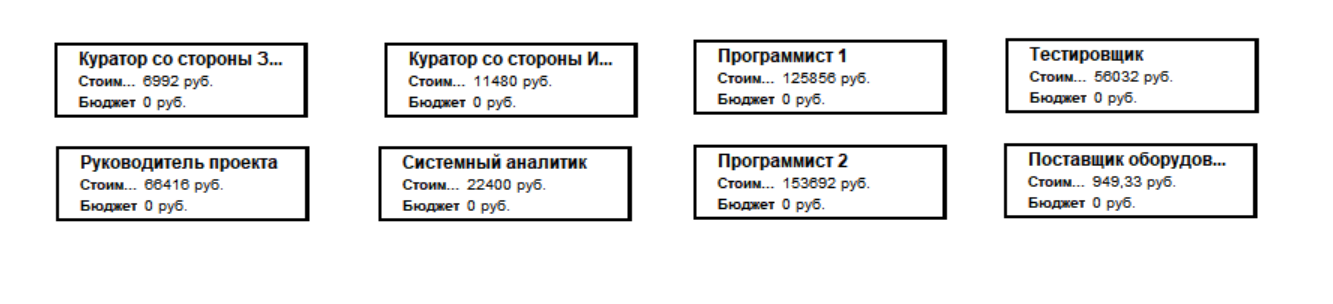 Куратор со стороны З...
Стоим... 6992 руб.
Бюджет 0 руб.
Куратор со стороны И...
Стоим... 11480 руб.
Бюджет 0 руб.
Программист 1
Стоим... 125856 руб.
Бюджет 0 руб.
Тестировщик
Стоим... 56032 руб.
Бюджет 0 руб.
Руководитель проекта
Стоим... 66416 руб.
Бюджет 0 руб.
Системный аналитик
Стоим... 22400 руб.
Бюджет 0 руб.
Программист 2
Стоим... 153692 руб.
Бюджет 0 руб.
Поставщик оборудов...
Стоим... 949,33 руб.
Бюджет 0 руб.